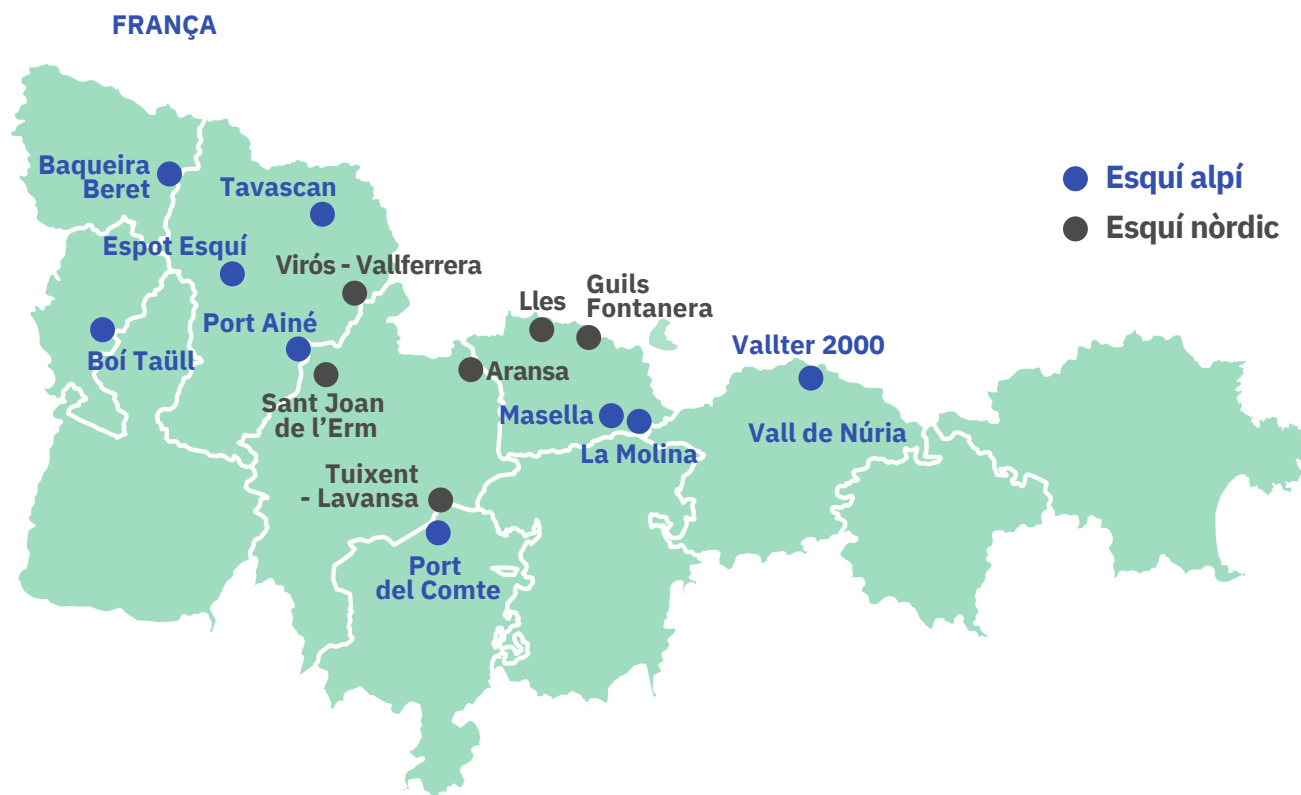 FRANÇA
Baqueira
Beret
Tavascan
Esquí alpí
Esquí nòrdic
Espot Esquí
Virós - Vallferrera
Guils
Fontanera
Lles
Port Ainé
Boí Taüll
Vallter 2000
Aransa
Sant Joan
de l’Erm
Masella
La Molina
Vall de Núria
Tuixent
- Lavansa
Port
del Comte